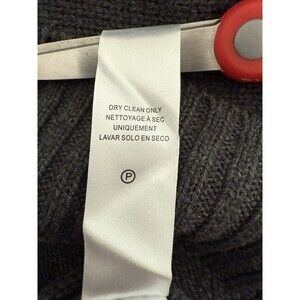 DRY CLEAN ONLY
NETTOYAGE À SEC
UNIQUEMENT
LAVAR SOLO EN SECO
P